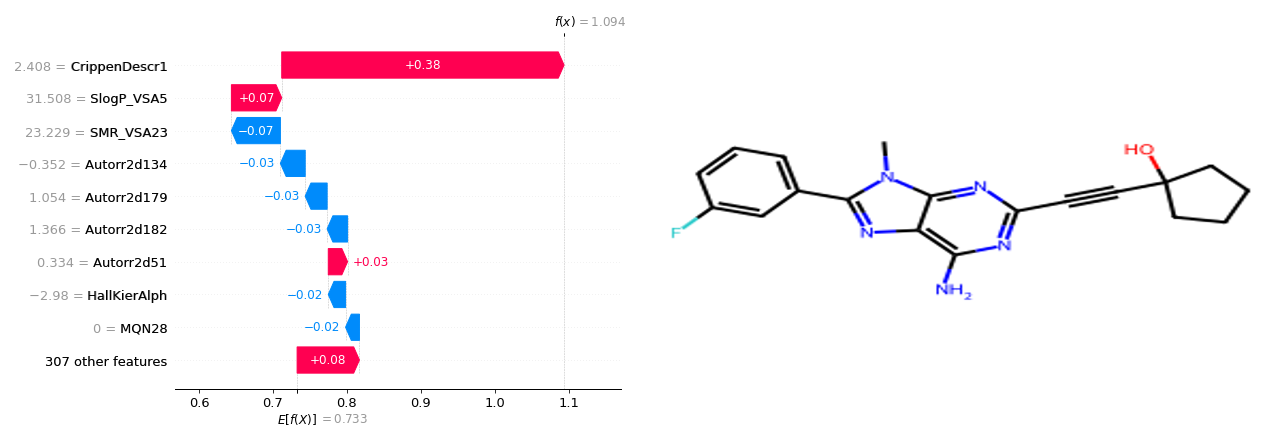 f(x) = 1.094
2.408 = CrippenDescr1
+0.38
31.508 = SlogP_VSA5
+0.07
23.229 = SMR_VSA23
−0.07
−0.352 = Autorr2d134
−0.03
1.054 = Autorr2d179
−0.03
1.366 = Autorr2d182
−0.03
0.334 = Autorr2d51
+0.03
−2.98 = HallKierAlph
−0.02
0 = MQN28
−0.02
307 other features
+0.08
0.6 0.7 0.8 0.9 1.0 1.1
E[f(X)] = 0.733
HO
N
N
F
N
N
NH₂